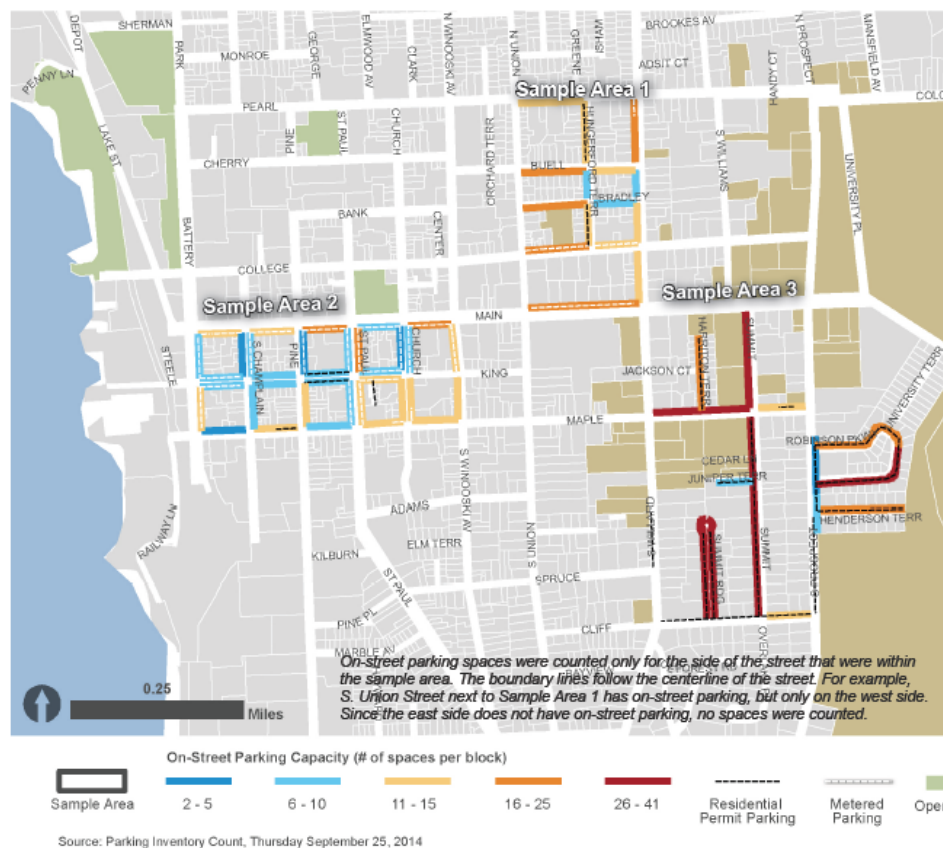 SHERMAN
DEPOT
PARK
MONROE
GEORGE
ELMWOOD AV
CLARK
N WINOOSKI AV
N UNION
GREENE
ISHAM
BROOKES AV
ADSIT CT
HANDY CT
N PROSPECT
MANSFIELD AV
PENNY LN
LAKE ST
PEARL
PINE
ST PAUL
CHURCH
Sample Area 1
COLO
CHERRY
ORCHARD TERR
BUELL
HUNGERFORD TERR
BRADLEY
S WILLIAMS
UNIVERSITY PL
BANK
CENTER
BATTERY
COLLEGE
Sample Area 2
MAIN
Sample Area 3
STEELE
S CHAMPLAIN
PINE
ST PAUL
CHURCH
KING
JACKSON CT
HARRITON TERR
SUMMIT
MAPLE
UNIVERSITY TERR
ROBINSON PKWY
CEDAR LN
JUNIPER TERR
S WINOOSKI AV
RAILWAY LN
ADAMS
ELM TERR
KILBURN
ST PAUL
S UNION
SPRUCE
S WILLARD
SUMMIT RDG
SUMMIT
S PROSPECT
HENDERSON TERR
PINE PL
CLIFF
MARBLE AV
BAYVIEW
On-street parking spaces were counted only for the side of the street that were within
the sample area. The boundary lines follow the centerline of the street. For example,
S. Union Street next to Sample Area 1 has on-street parking, but only on the west side.
Since the east side does not have on-street parking, no spaces were counted.
0.25
Miles
On-Street Parking Capacity (# of spaces per block)
Sample Area
2 - 5
6 - 10
11 - 15
16 - 25
26 - 41
Residential
Permit Parking
Metered
Parking
Oper
Source: Parking Inventory Count, Thursday September 25, 2014